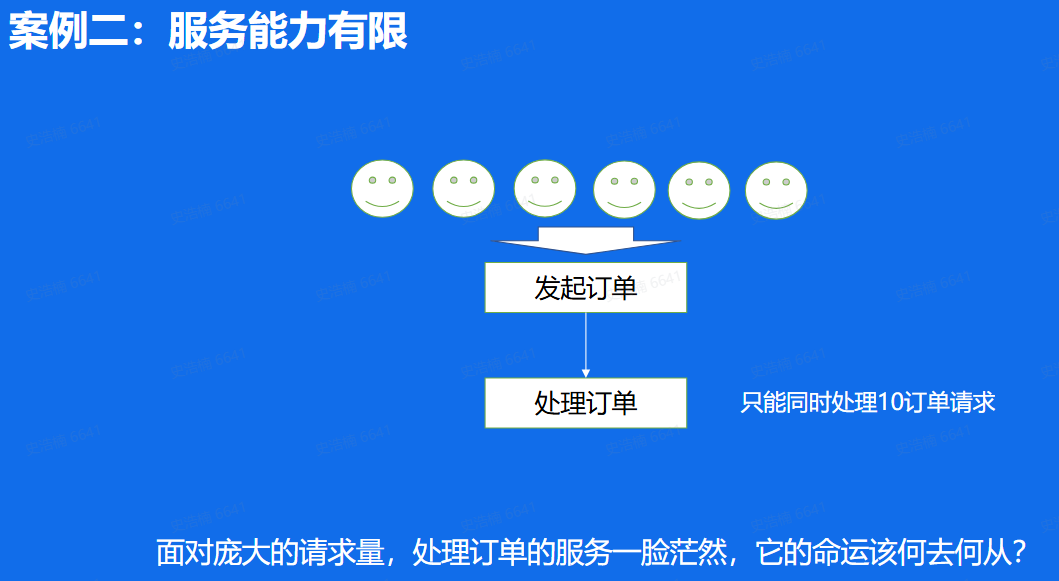 案例二：服务能力有限
发起订单
处理订单
只能同时处理10订单请求
面对庞大的请求量，处理订单的服务一脸茫然，它的命运该何去何从？